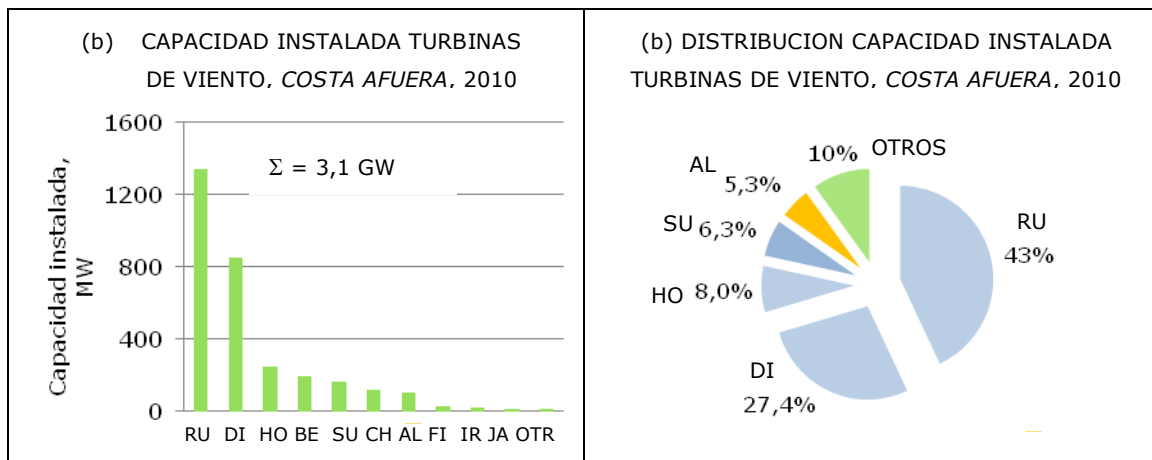 (b) CAPACIDAD INSTALADA TURBINAS
DE VIENTO, COSTA AFUERA, 2010
Capacidad instalada,
MW
1600
1200
800
400
0
Σ = 3,1 GW
RU DI HO BE SU CH AL FI IR JA OTR
(b) DISTRIBUCION CAPACIDAD INSTALADA
TURBINAS DE VIENTO, COSTA AFUERA, 2010
OTROS
10%
AL
5,3%
SU 6,3%
HO 8,0%
DI
27,4%
RU
43%